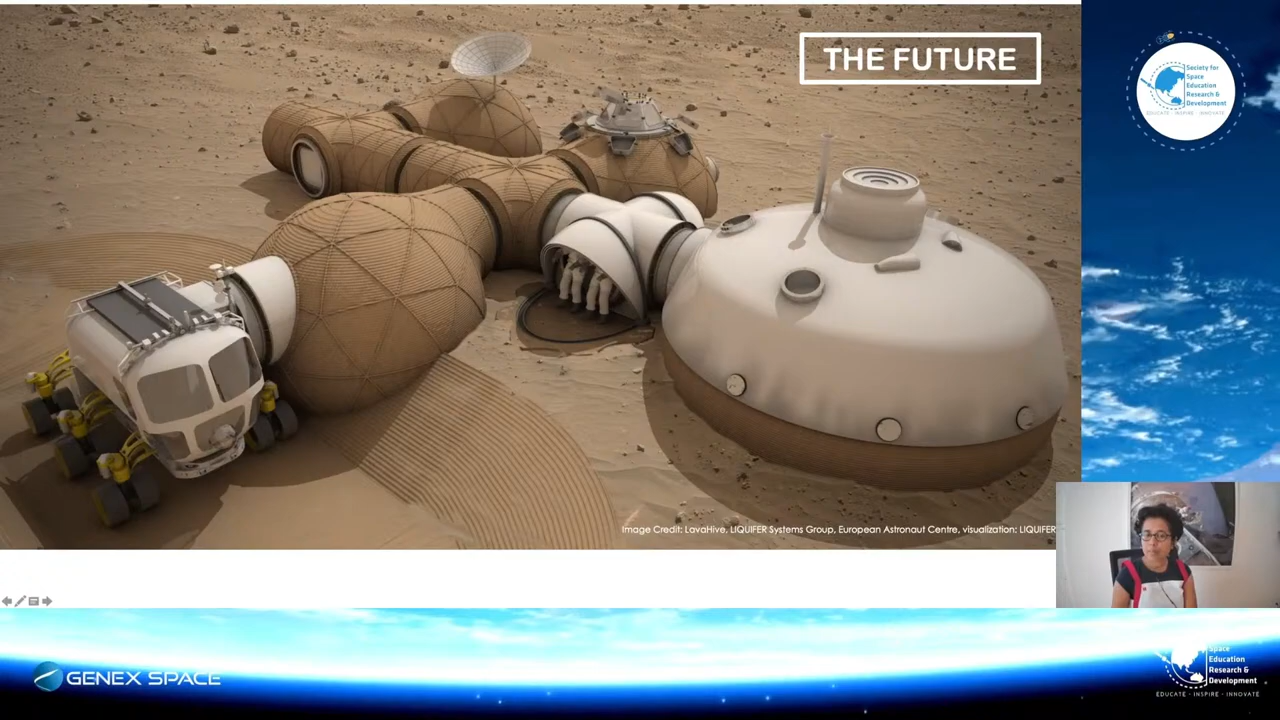 THE FUTURE
Society for
Space
Education
Research &
Development
EDUCATE · INSPIRE · INNOVATE
Image Credit: LavaHive, LIQUIFER Systems Group, European Astronaut Centre, visualization: LIQUIFER
GENEX SPACE
Space
Education
Research &
Development
EDUCATE · INSPIRE · INNOVATE